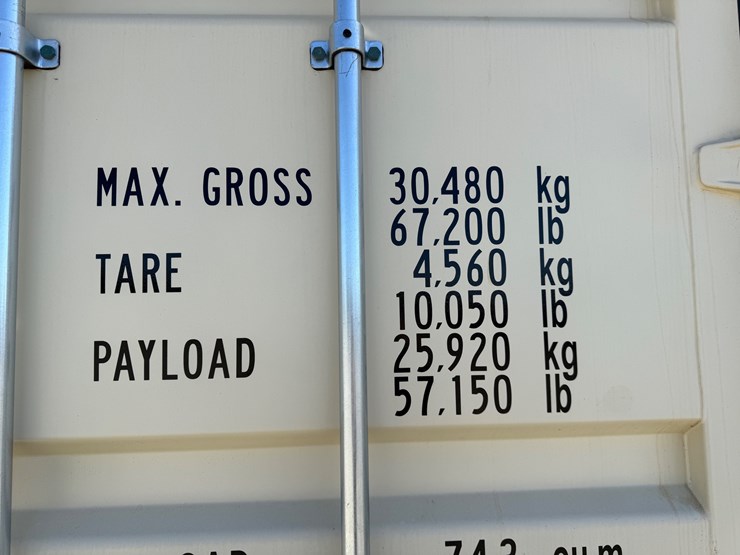 MAX. GROSS 30,480 kg
67,200 lb
TARE 4,560 kg
10,050 lb
PAYLOAD 25,920 kg
57,150 lb